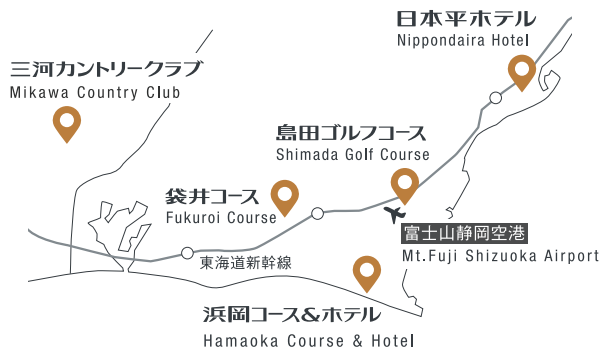 日本平ホテル
Nippondaira Hotel
三河カントリークラブ
Mikawa Country Club
島田ゴルフコース
Shimada Golf Course
袋井コース
Fukuroi Course
富士山静岡空港
Mt.Fuji Shizuoka Airport
東海道新幹線
浜岡コース&ホテル
Hamaoka Course & Hotel